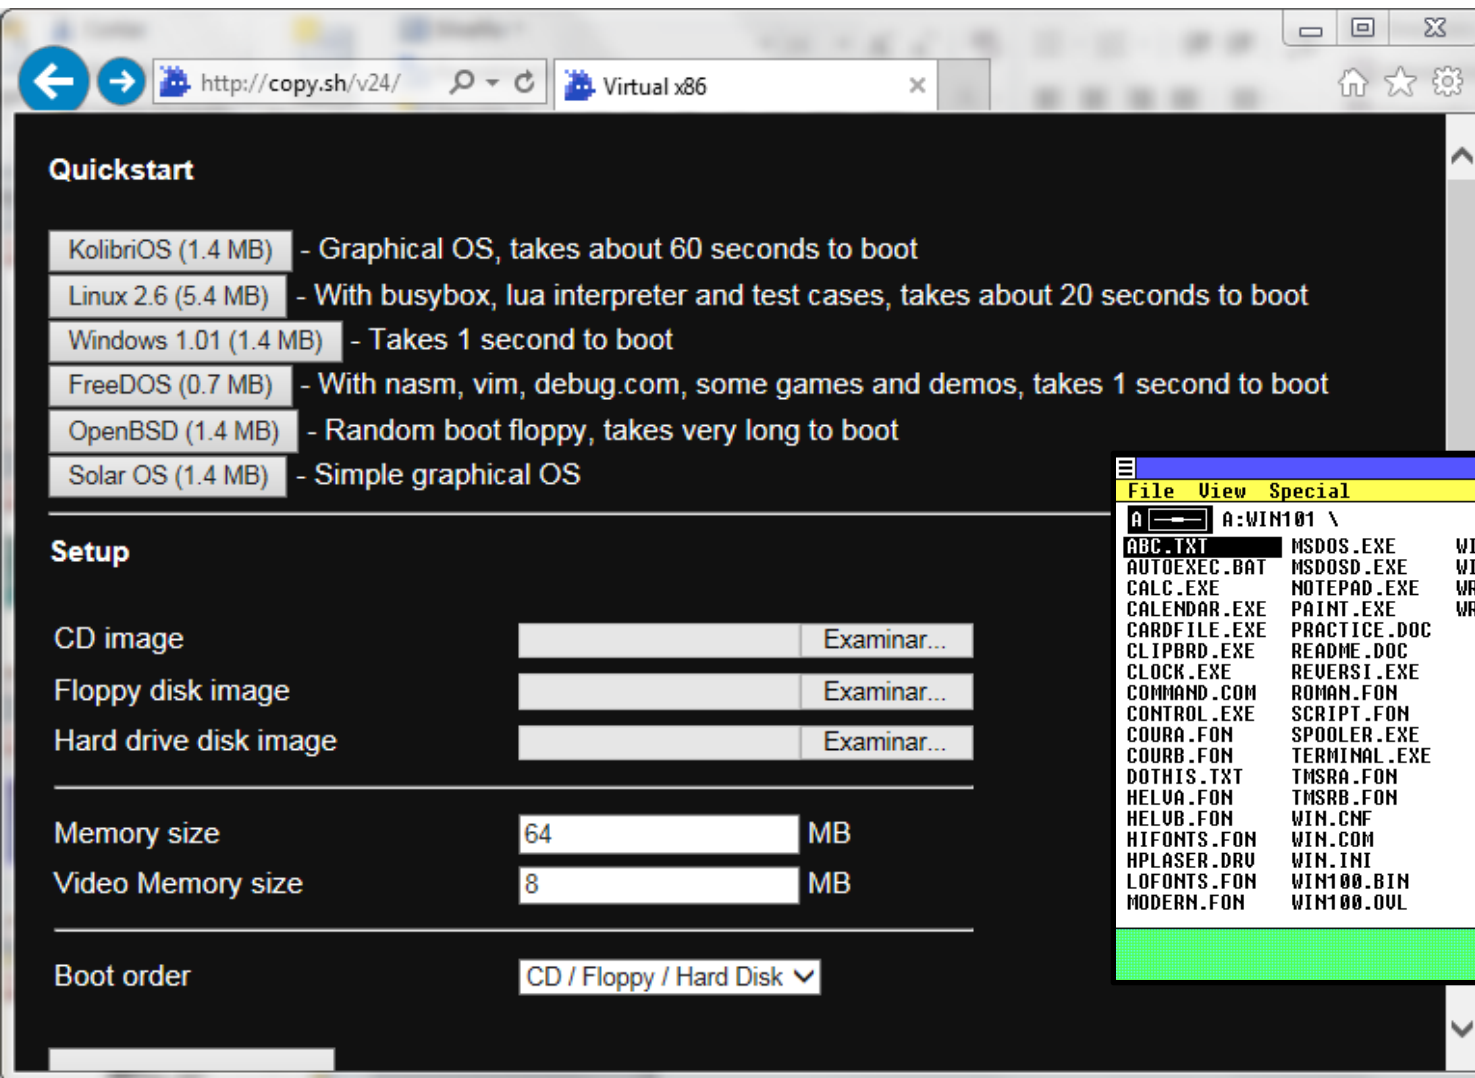 http://copy.sh/v24/
Virtual x86
Quickstart
KolibriOS (1.4 MB) - Graphical OS, takes about 60 seconds to boot
Linux 2.6 (5.4 MB) - With busybox, lua interpreter and test cases, takes about 20 seconds to boot
Windows 1.01 (1.4 MB) - Takes 1 second to boot
FreeDOS (0.7 MB) - With nasm, vim, debug.com, some games and demos, takes 1 second to boot
OpenBSD (1.4 MB) - Random boot floppy, takes very long to boot
Solar OS (1.4 MB) - Simple graphical OS
Setup
CD image Examinar...
Floppy disk image Examinar...
Hard drive disk image Examinar...
Memory size 64 MB
Video Memory size 8 MB
Boot order CD / Floppy / Hard Disk
File View Special
A A:WIN101 \
ABC.TXT MSDOS.EXE WI
AUTOEXEC.BAT MSDOSD.EXE WI
CALC.EXE NOTEPAD.EXE WR
CALENDAR.EXE PAINT.EXE WR
CARDFILE.EXE PRACTICE.DOC
CLIPBRD.EXE README.DOC
CLOCK.EXE REVERSI.EXE
COMMAND.COM ROMAN.FON
CONTROL.EXE SCRIPT.FON
COURA.FON SPOOLER.EXE
COURB.FON TERMINAL.EXE
DOTHIS.TXT TMSRA.FON
HELVA.FON TMSRB.FON
HELVB.FON WIN.CNF
HIFONTS.FON WIN.COM
HPLASER.DRV WIN.INI
LOFONTS.FON WIN100.BIN
MODERN.FON WIN100.OVL